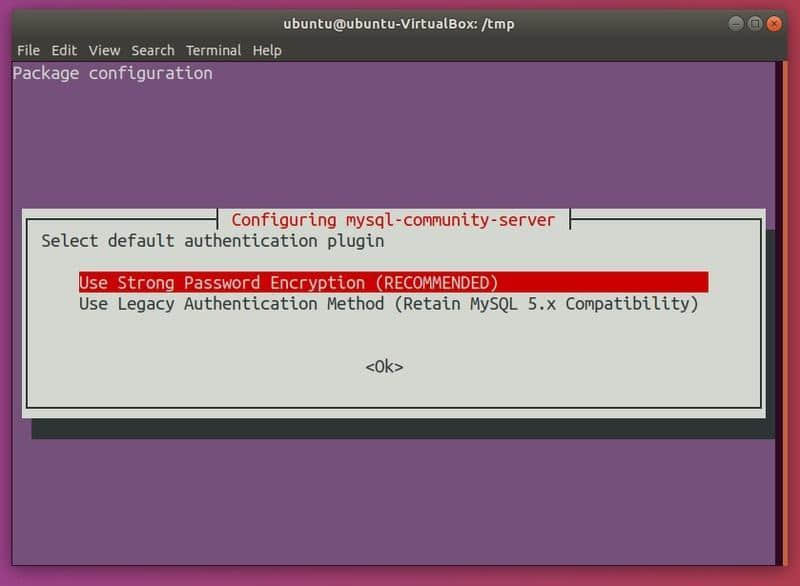 ubuntu@ubuntu-VirtualBox: /tmp
File Edit View Search Terminal Help
Package configuration
Configuring mysql-community-server
Select default authentication plugin
Use Strong Password Encryption (RECOMMENDED)
Use Legacy Authentication Method (Retain MySQL 5.x Compatibility)
<Ok>